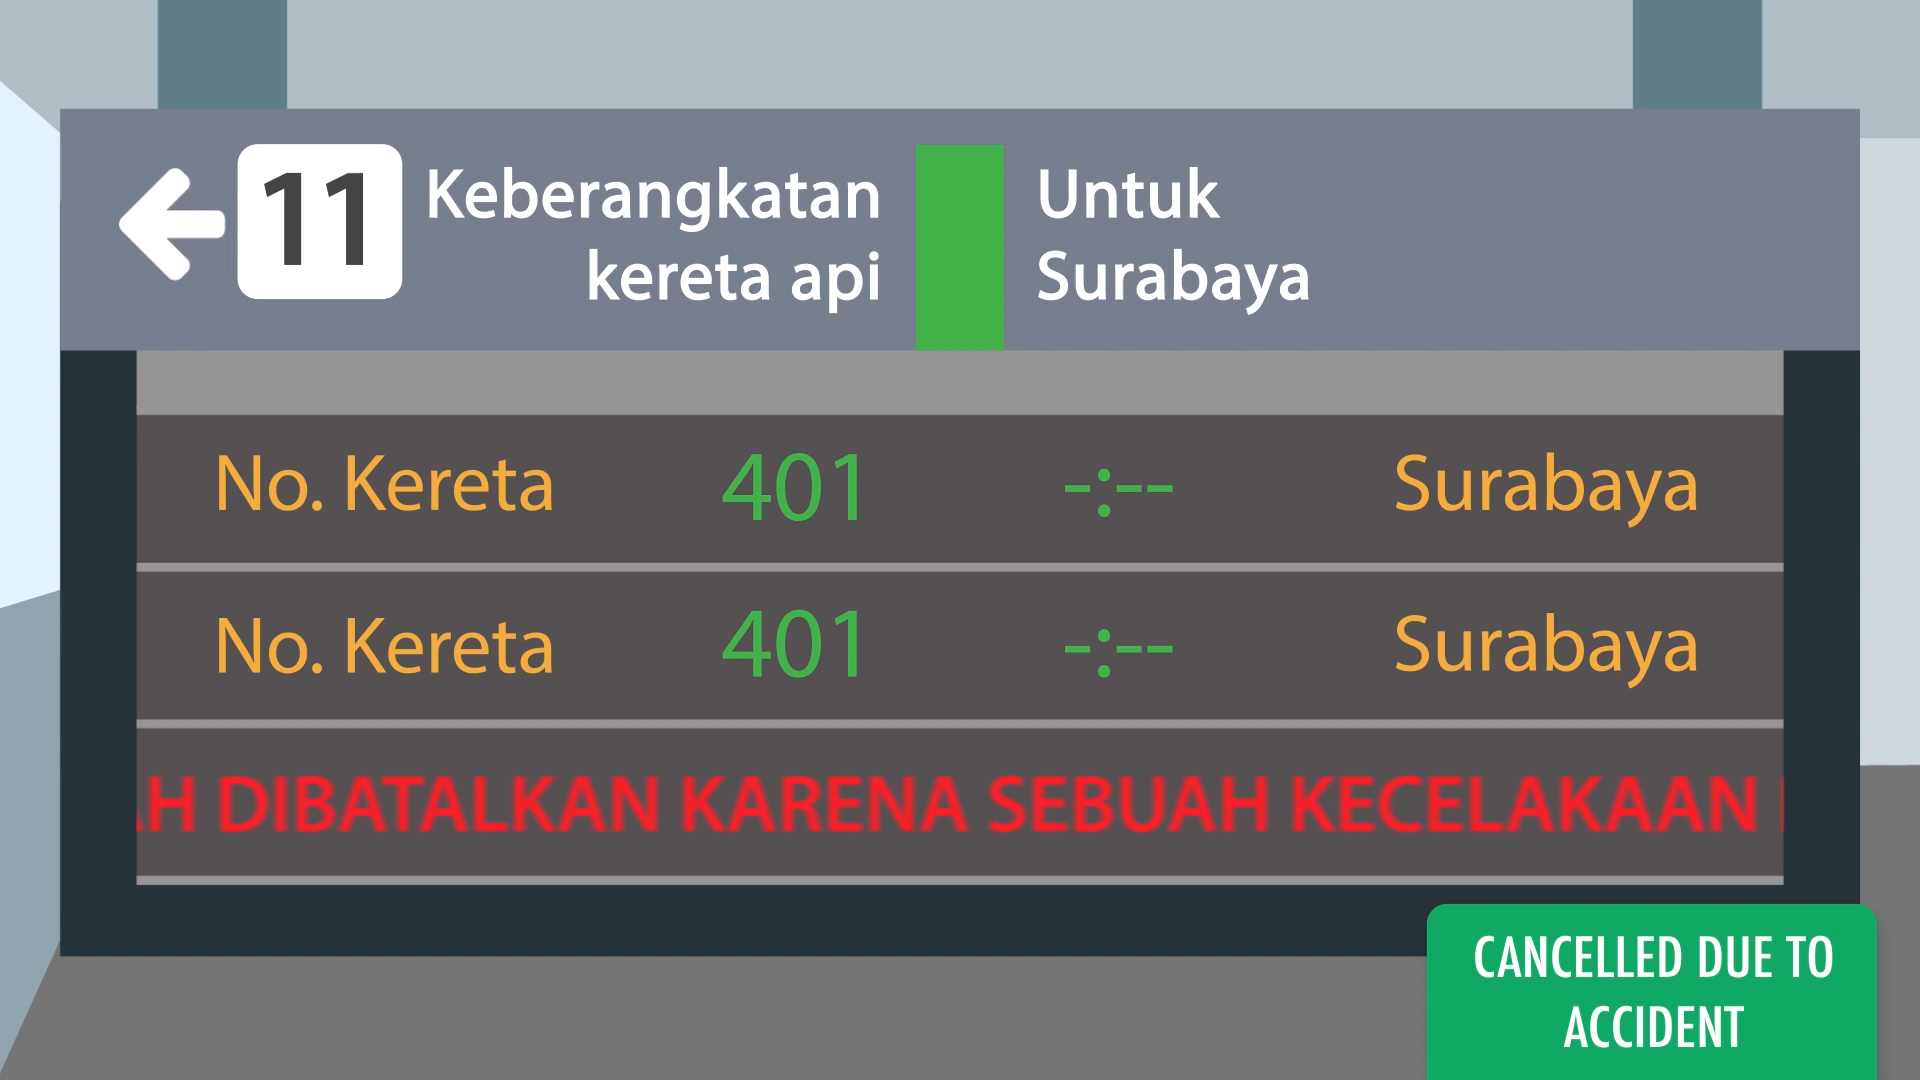 11
Keberangkatan
kereta api
Untuk
Surabaya
No. Kereta 401 -:-- Surabaya
No. Kereta 401 -:-- Surabaya
DIBATALKAN KARENA SEBUAH KECELAKAAN
CANCELLED DUE TO
ACCIDENT